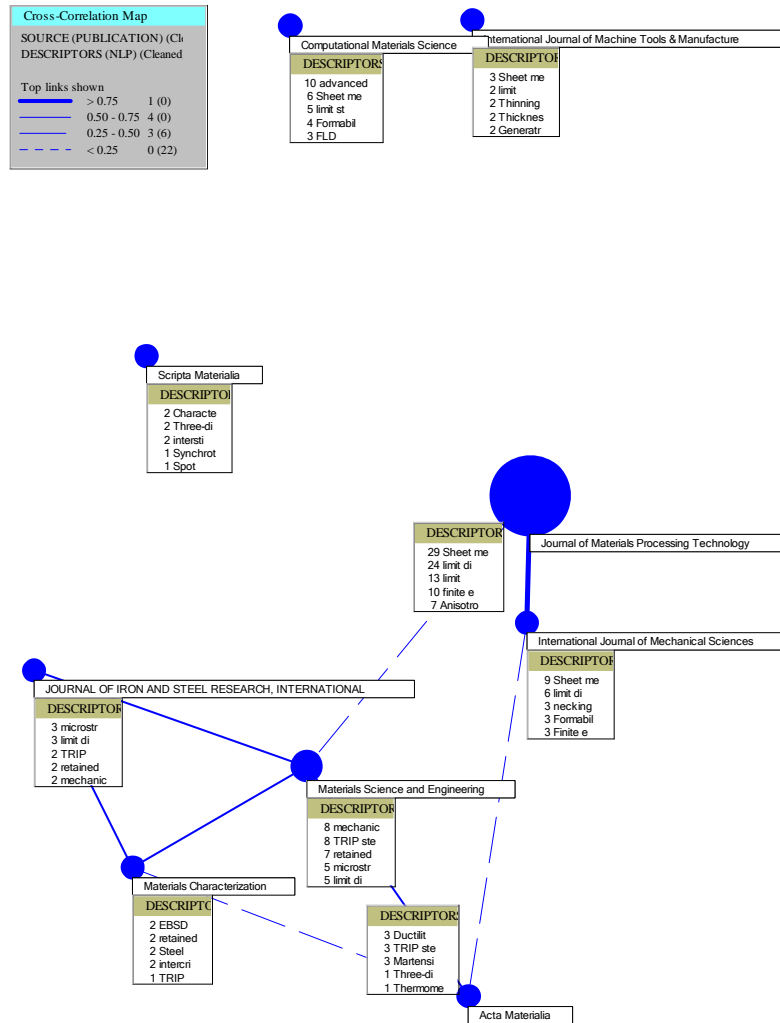 Cross-Correlation Map
SOURCE (PUBLICATION) (Cle
DESCRIPTORS (NLP) (Cleaned
Top links shown
> 0.75 1 (0)
0.50 - 0.75 4 (0)
0.25 - 0.50 3 (6)
< 0.25 0 (22)
Computational Materials Science
DESCRIPTORS
10 advanced
6 Sheet me
5 limit st
4 Formabil
3 FLD
International Journal of Machine Tools & Manufacture
DESCRIPTOR
3 Sheet me
2 limit
2 Thinning
2 Thicknes
2 Generatr
Scripta Materialia
DESCRIPTO
2 Characte
2 Three-di
2 intersti
1 Synchrot
1 Spot
Journal of Materials Processing Technology
DESCRIPTOR
29 Sheet me
24 limit di
13 limit
10 finite e
7 Anisotro
International Journal of Mechanical Sciences
DESCRIPTOR
9 Sheet me
6 limit di
3 necking
3 Formabil
3 Finite e
JOURNAL OF IRON AND STEEL RESEARCH, INTERNATIONAL
DESCRIPTOR
3 microstr
3 limit di
2 TRIP
2 retained
2 mechanic
Materials Science and Engineering
DESCRIPTOR
8 mechanic
8 TRIP ste
7 retained
5 microstr
5 limit di
Materials Characterization
DESCRIPTO
2 EBSD
2 retained
2 Steel
2 intercri
1 TRIP
DESCRIPTORS
3 Ductilit
3 TRIP ste
3 Martensi
1 Three-di
1 Thermome
Acta Materialia